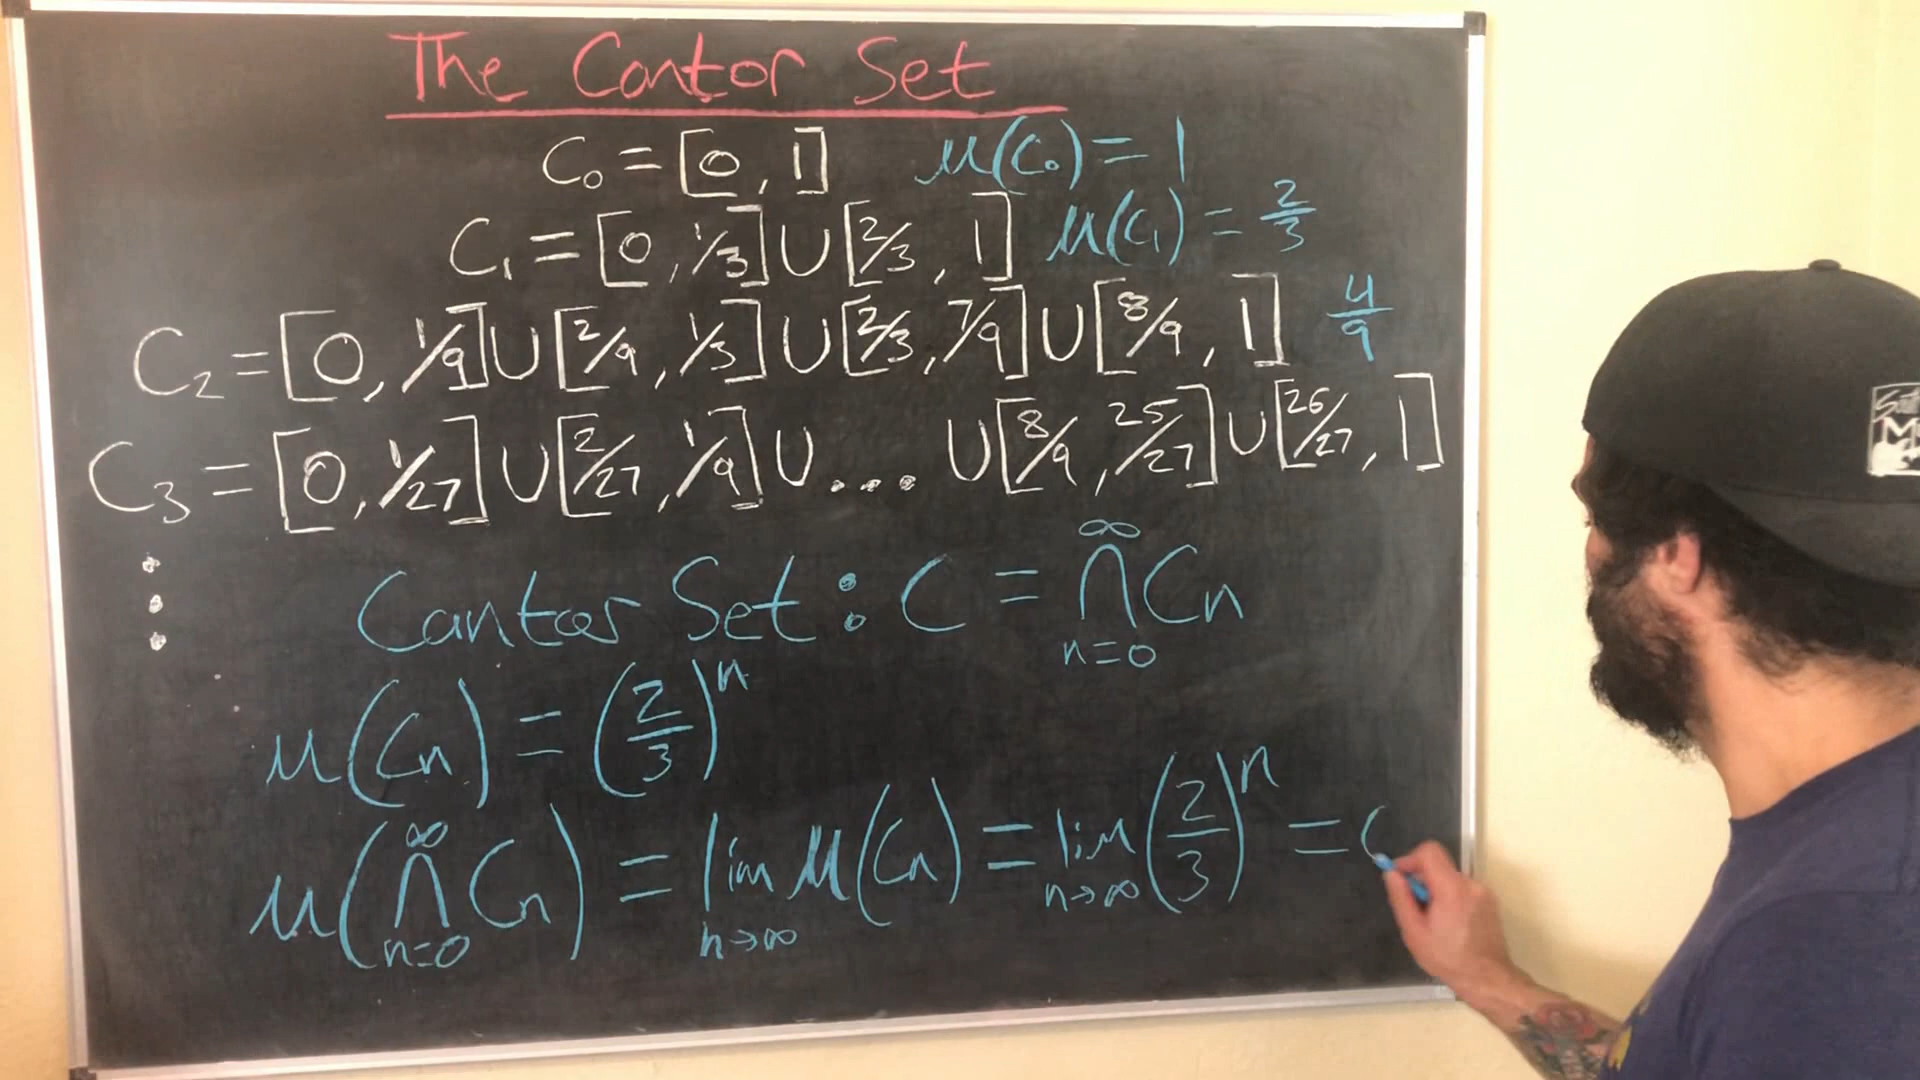 The Cantor Set
C₀ = [0, 1] μ(C₀) = 1
C₁ = [0, 1/3] ∪ [2/3, 1] μ(C₁) = 2/3
C₂ = [0, 1/9] ∪ [2/9, 1/3] ∪ [2/3, 7/9] ∪ [8/9, 1] 4/9
C₃ = [0, 1/27] ∪ [2/27, 1/9] ∪ ... ∪ [8/9, 25/27] ∪ [26/27, 1]
⋮
Cantor Set : C = ⋂_{n=0}^{∞} Cn
μ(Cn) = (2/3)^n
μ(⋂_{n=0}^{∞} Cn) = lim_{n→∞} μ(Cn) = lim_{n→∞} (2/3)^n =